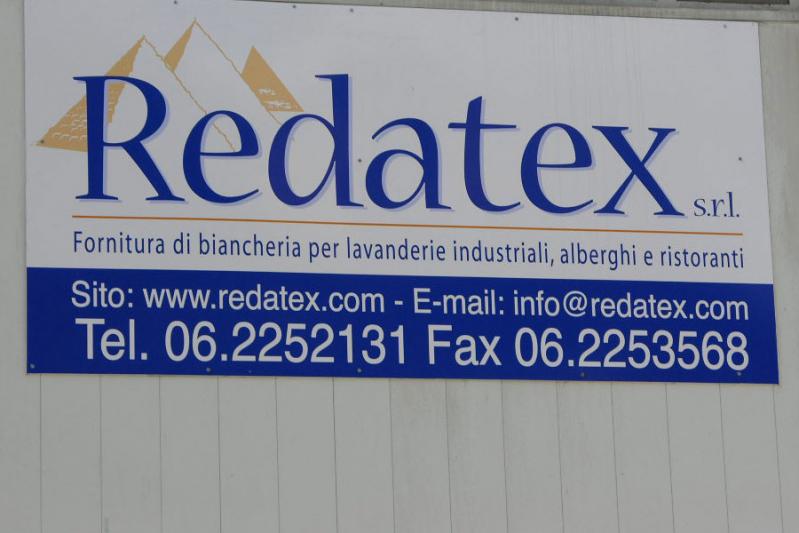 Redatex s.r.l.
Fornitura di biancheria per lavanderie industriali, alberghi e ristoranti
Sito: www.redatex.com - E-mail: info@redatex.com
Tel. 06.2252131 Fax 06.2253568